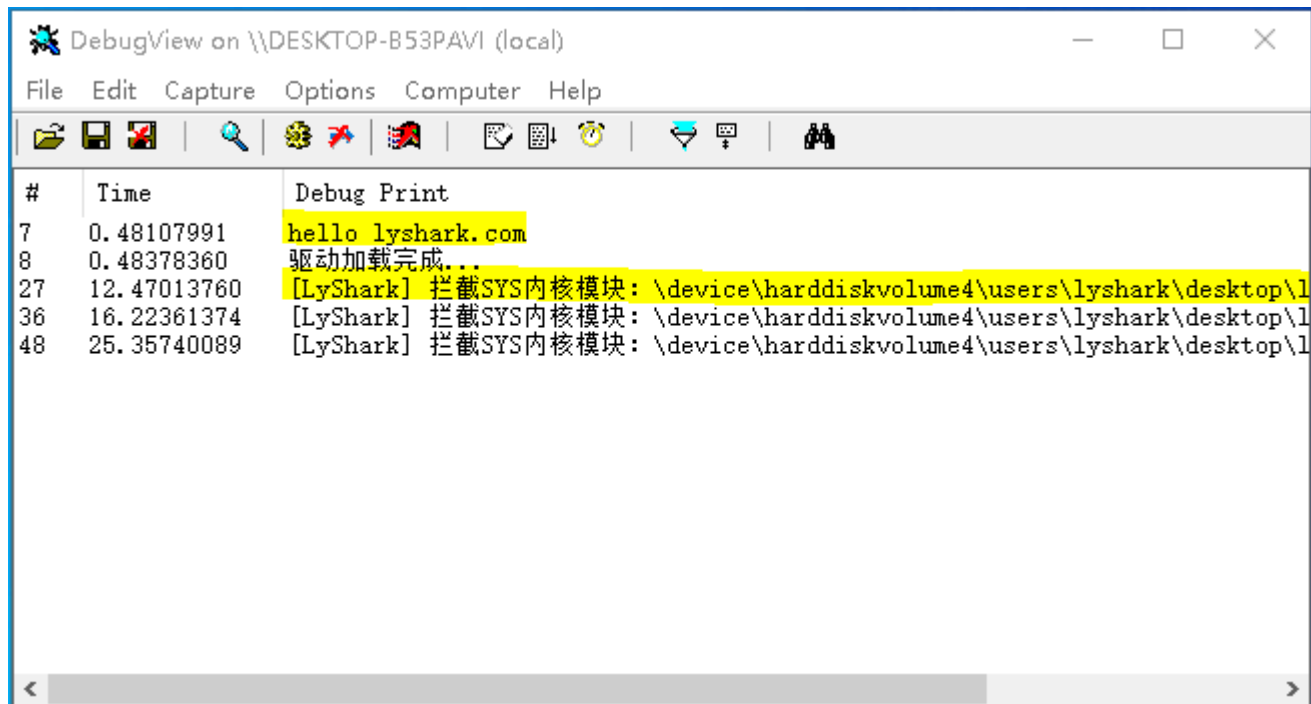 DebugView on \\DESKTOP-B53PAVI (local)
File Edit Capture Options Computer Help
# Time Debug Print
7 0.48107991 hello lyshark.com
8 0.48378360 驱动加载完成...
27 12.47013760 [LyShark] 拦截SYS内核模块: \device\harddiskvolume4\users\lyshark\desktop\l
36 16.22361374 [LyShark] 拦截SYS内核模块: \device\harddiskvolume4\users\lyshark\desktop\l
48 25.35740089 [LyShark] 拦截SYS内核模块: \device\harddiskvolume4\users\lyshark\desktop\l